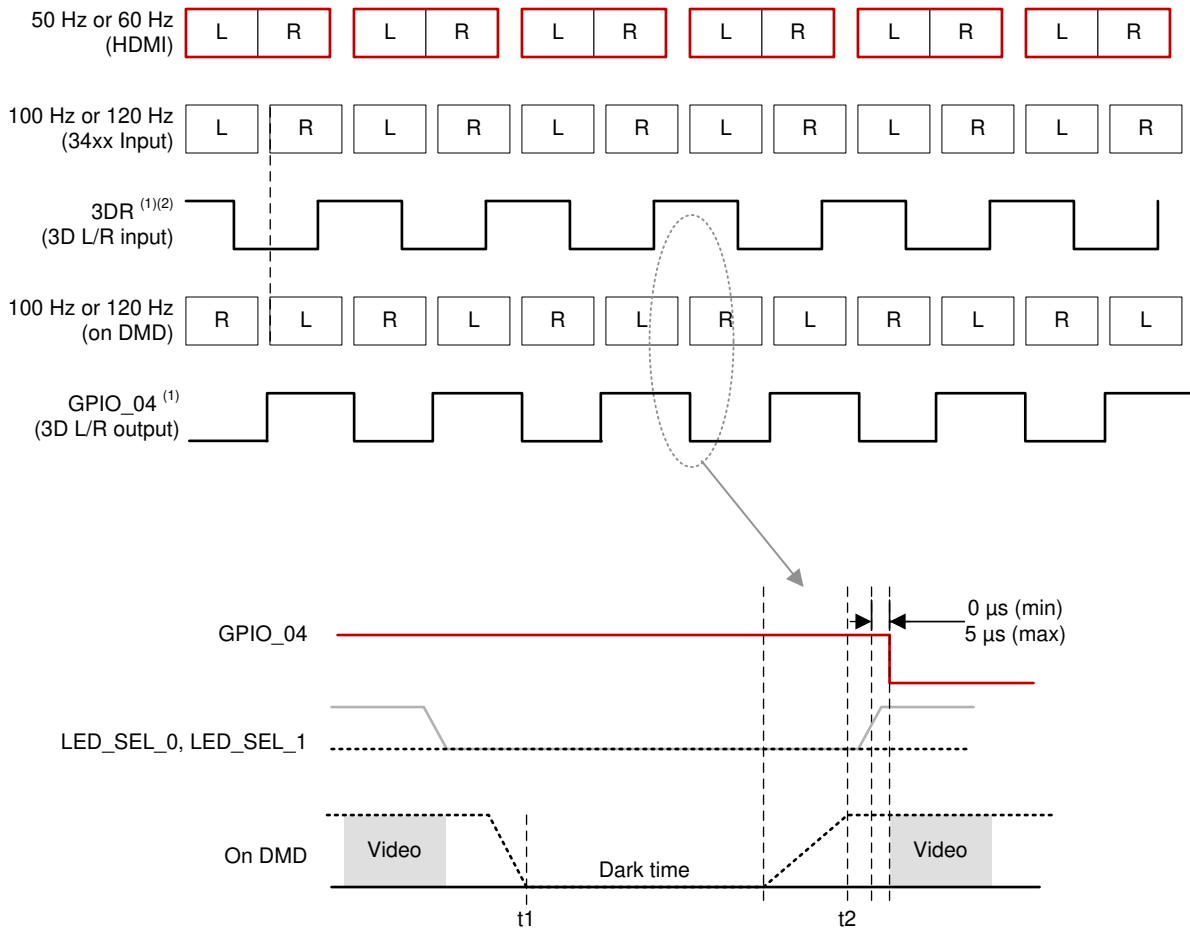 50 Hz or 60 Hz
(HDMI)
L R L R L R L R L R L R
100 Hz or 120 Hz
(34xx Input)
L R L R L R L R L R L R
3DR (1)(2)
(3D L/R input)
100 Hz or 120 Hz
(on DMD)
R L R L R L R L R L R L
GPIO_04 (1)
(3D L/R output)
0 µs (min)
5 µs (max)
GPIO_04
LED_SEL_0, LED_SEL_1
On DMD
Video
Dark time
Video
t1
t2